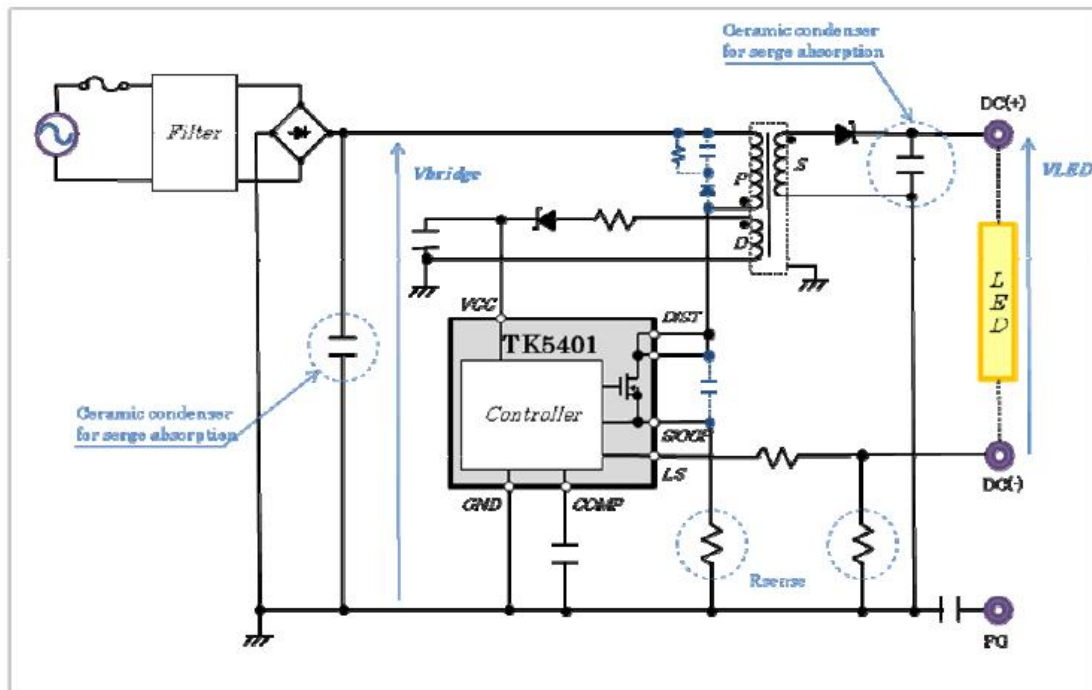 Ceramic condenser
for serge absorption
DC(+)
Filter
P
S
Vbridge
VLED
D
LED
VCC
DIST
TK5401
Controller
Ceramic condenser
for serge absorption
S/OCP
LS
DC(-)
GND
COMP
Rsense
FG